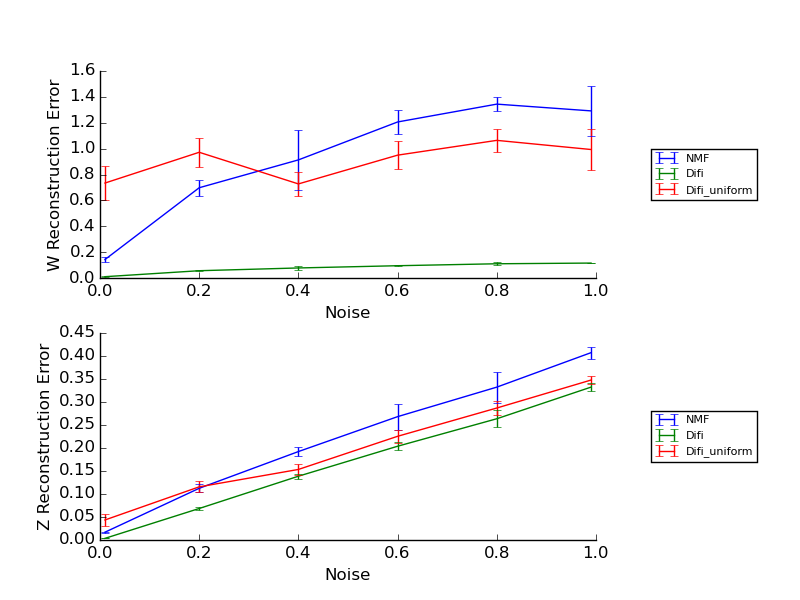 W Reconstruction Error
1.6
1.4
1.2
1.0
0.8
0.6
0.4
0.2
0.0
0.0 0.2 0.4 0.6 0.8 1.0
Noise
NMF
Difi
Difi_uniform
Z Reconstruction Error
0.45
0.40
0.35
0.30
0.25
0.20
0.15
0.10
0.05
0.00
0.0 0.2 0.4 0.6 0.8 1.0
Noise
NMF
Difi
Difi_uniform